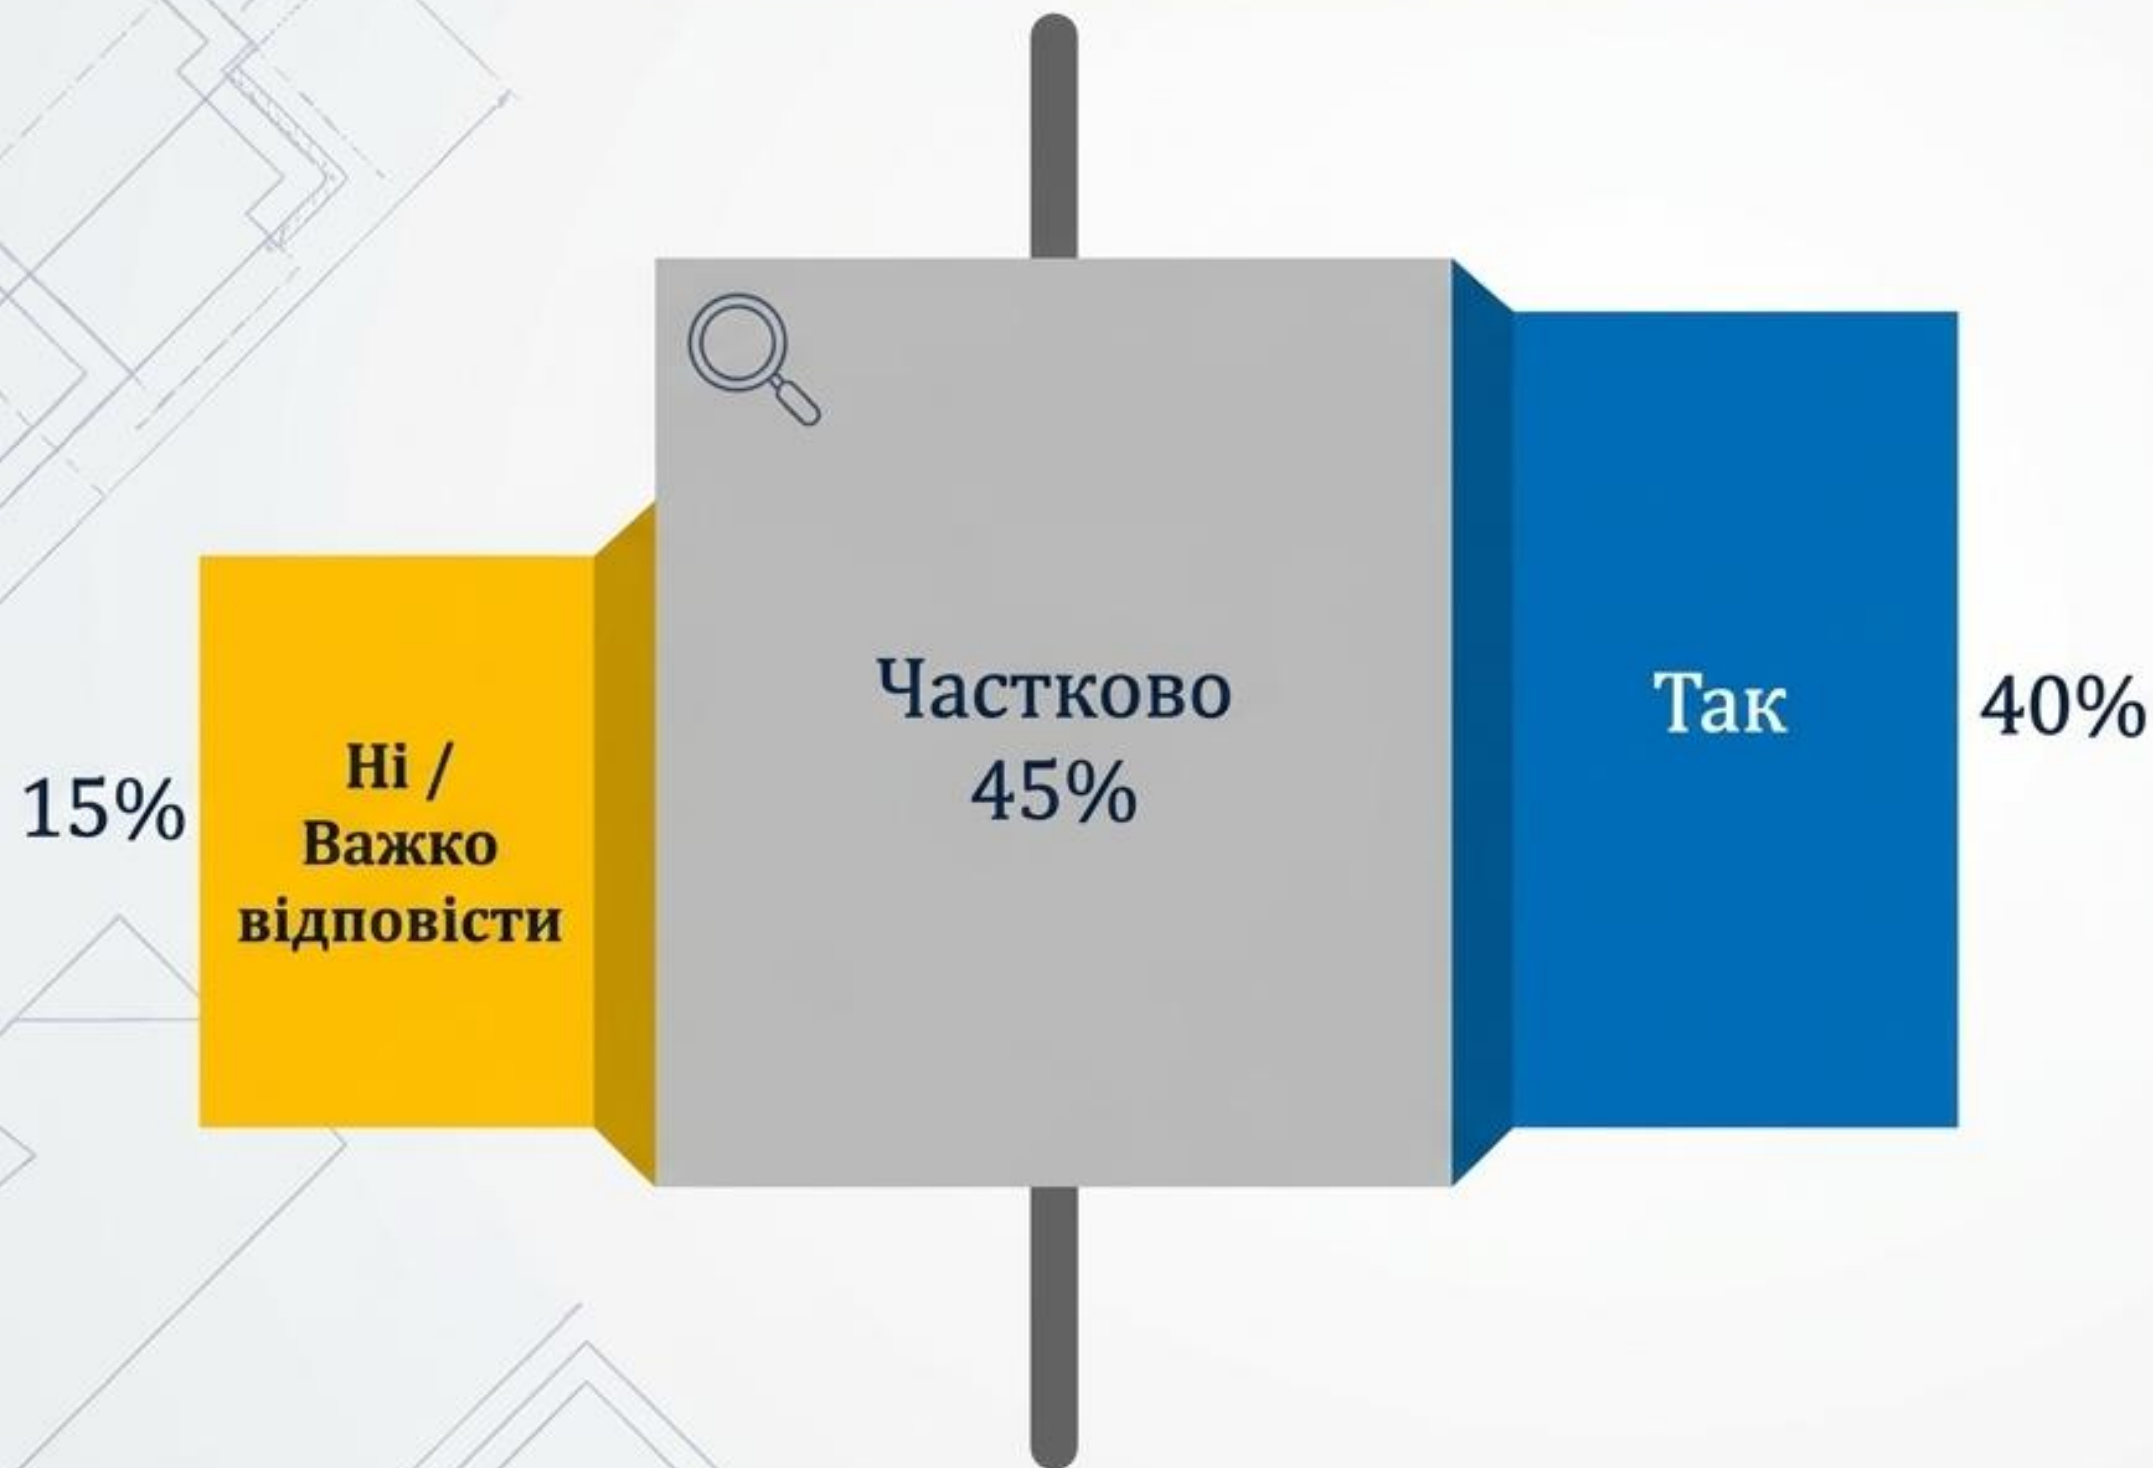 15%
Ні /
Важко
відповісти
Частково
45%
Так
40%